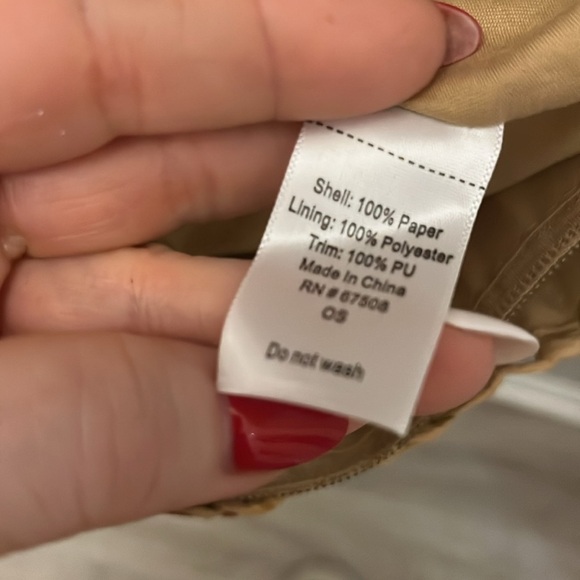 Shell: 100% Paper
Lining: 100% Polyester
Trim: 100% PU
Made In China
RN # 67508
OS
Do not wash